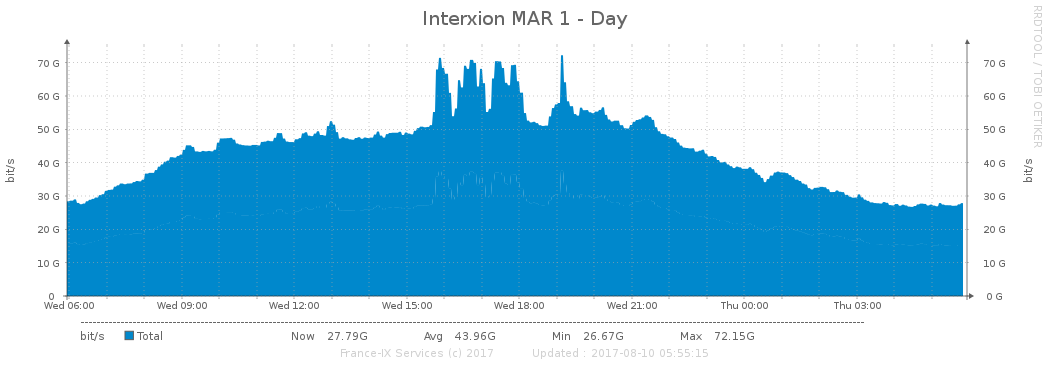 Interxion MAR 1 - Day
RRDTOOL / TOBI OETIKER
bit/s
bit/s
70 G 70 G
60 G 60 G
50 G 50 G
40 G 40 G
30 G 30 G
20 G 20 G
10 G 10 G
0 0 G
Wed 06:00 Wed 09:00 Wed 12:00 Wed 15:00 Wed 18:00 Wed 21:00 Thu 00:00 Thu 03:00
bit/s Total Now 27.79G Avg 43.96G Min 26.67G Max 72.15G
France-IX Services (c) 2017 Updated : 2017-08-10 05:55:15